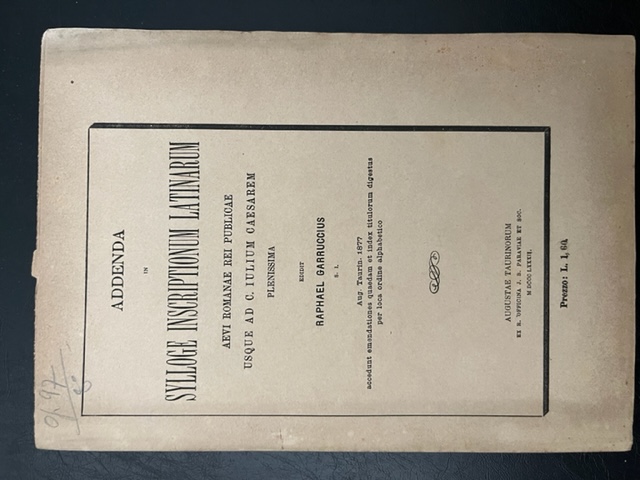 ADDENDA
IN
SYLLOGE INSCRIPTIONUM LATINARUM
AEVI ROMANAE REI PUBLICAE
USQUE AD C. IULIUM CAESAREM
PLENISSIMA
EDIDIT
RAPHAEL GARRUCCIUS
S. I.
Aug. Taurin. 1877
accedunt emendationes quaedam et index titulorum digestus
per loca ordine alphabetico
AUGUSTAE TAURINORUM
EX R. OFFICINA J. B. PARAVIAE ET SOC.
M DCCC LXXXII.
Prezzo: L. 1, 60.